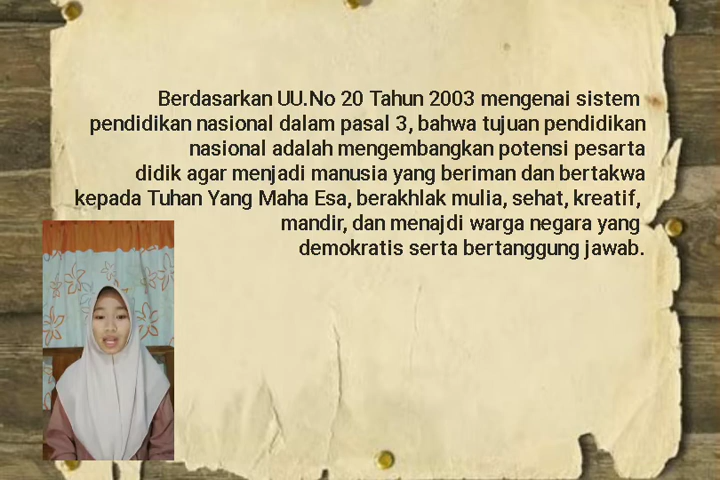 Berdasarkan UU.No 20 Tahun 2003 mengenai sistem
pendidikan nasional dalam pasal 3, bahwa tujuan pendidikan
nasional adalah mengembangkan potensi pesarta
didik agar menjadi manusia yang beriman dan bertakwa
kepada Tuhan Yang Maha Esa, berakhlak mulia, sehat, kreatif,
mandir, dan menajdi warga negara yang
demokratis serta bertanggung jawab.